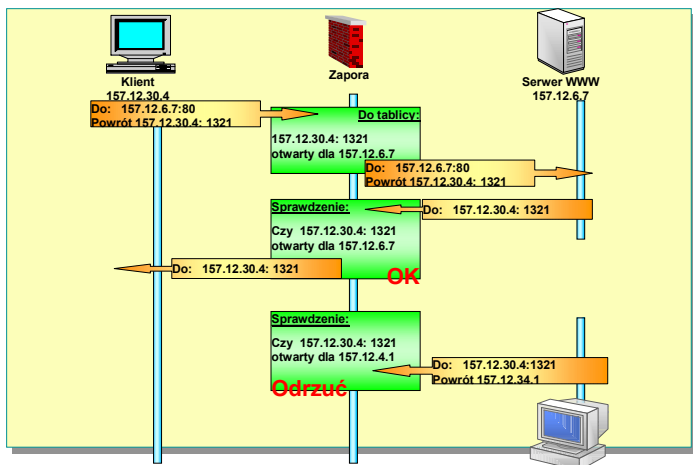 Klient
157.12.30.4
Zapora
Serwer WWW
157.12.6.7
Do: 157.12.6.7:80
Powrót 157.12.30.4: 1321
Do tablicy:
157.12.30.4: 1321
otwarty dla 157.12.6.7
Do: 157.12.6.7:80
Powrót 157.12.30.4: 1321
Sprawdzenie:
Czy 157.12.30.4: 1321
otwarty dla 157.12.6.7
OK
Do: 157.12.30.4: 1321
Do: 157.12.30.4: 1321
Sprawdzenie:
Czy 157.12.30.4: 1321
otwarty dla 157.12.4.1
Odrzuć
Do: 157.12.30.4:1321
Powrót 157.12.34.1